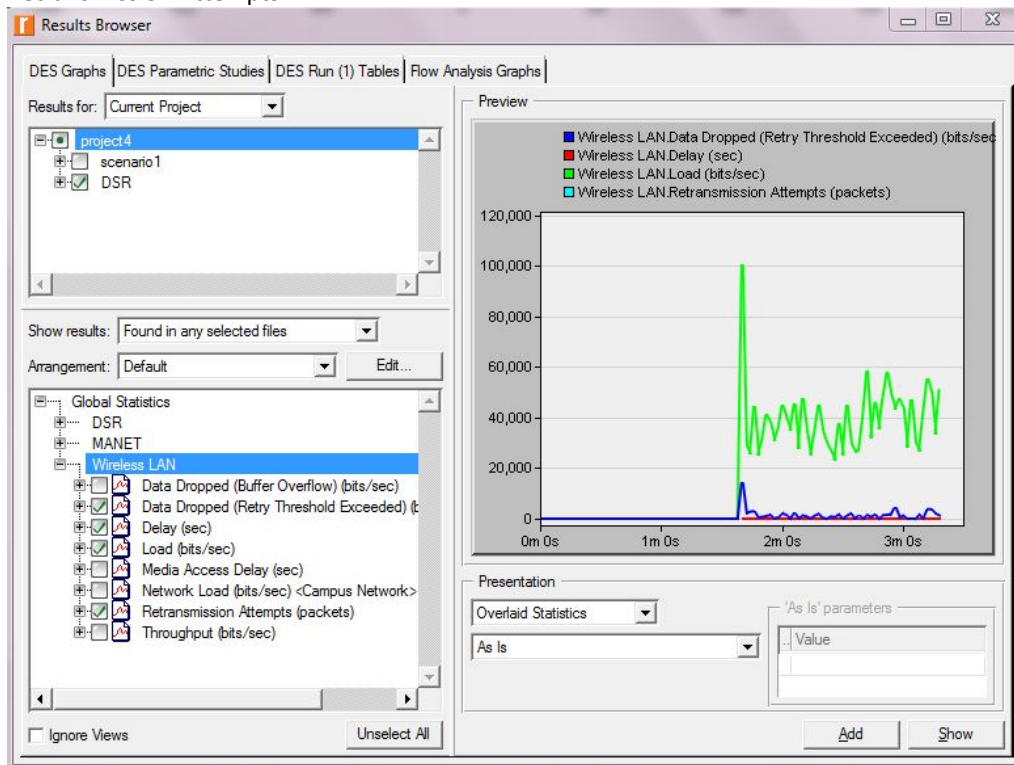 Results Browser
DES Graphs DES Parametric Studies DES Run (1) Tables Flow Analysis Graphs
Results for: Current Project
project4
scenario1
DSR
Show results: Found in any selected files
Arrangement: Default Edit...
Global Statistics
DSR
MANET
Wireless LAN
Data Dropped (Buffer Overflow) (bits/sec)
Data Dropped (Retry Threshold Exceeded) (b
Delay (sec)
Load (bits/sec)
Media Access Delay (sec)
Network Load (bits/sec) <Campus Network>
Retransmission Attempts (packets)
Throughput (bits/sec)
Ignore Views Unselect All
Preview
Wireless LAN.Data Dropped (Retry Threshold Exceeded) (bits/sec
Wireless LAN.Delay (sec)
Wireless LAN.Load (bits/sec)
Wireless LAN.Retransmission Attempts (packets)
120,000
100,000
80,000
60,000
40,000
20,000
0
0m 0s 1m 0s 2m 0s 3m 0s
Presentation
Overlaid Statistics
As Is
'As Is' parameters
.. Value
Add Show